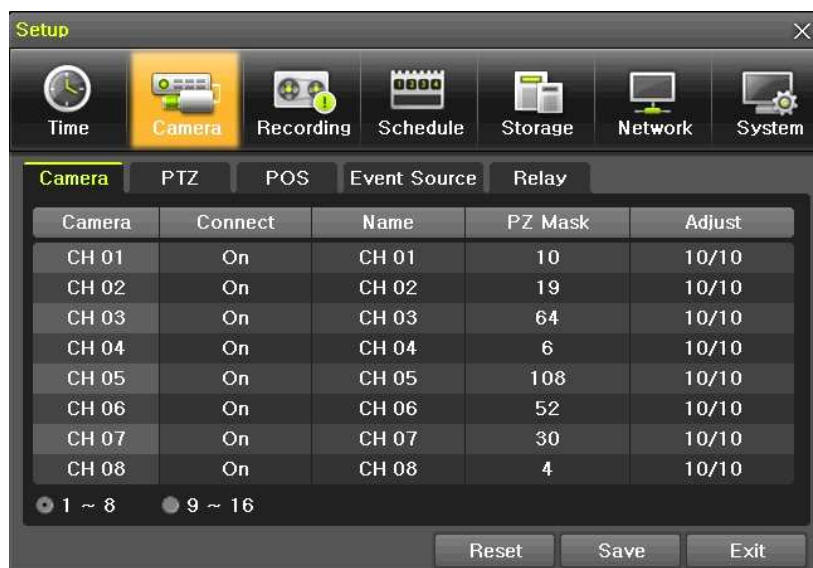 Setup
Time Camera Recording Schedule Storage Network System
Camera PTZ POS Event Source Relay
Camera Connect Name PZ Mask Adjust
CH 01 On CH 01 10 10/10
CH 02 On CH 02 19 10/10
CH 03 On CH 03 64 10/10
CH 04 On CH 04 6 10/10
CH 05 On CH 05 108 10/10
CH 06 On CH 06 52 10/10
CH 07 On CH 07 30 10/10
CH 08 On CH 08 4 10/10
1 ~ 8 9 ~ 16
Reset Save Exit